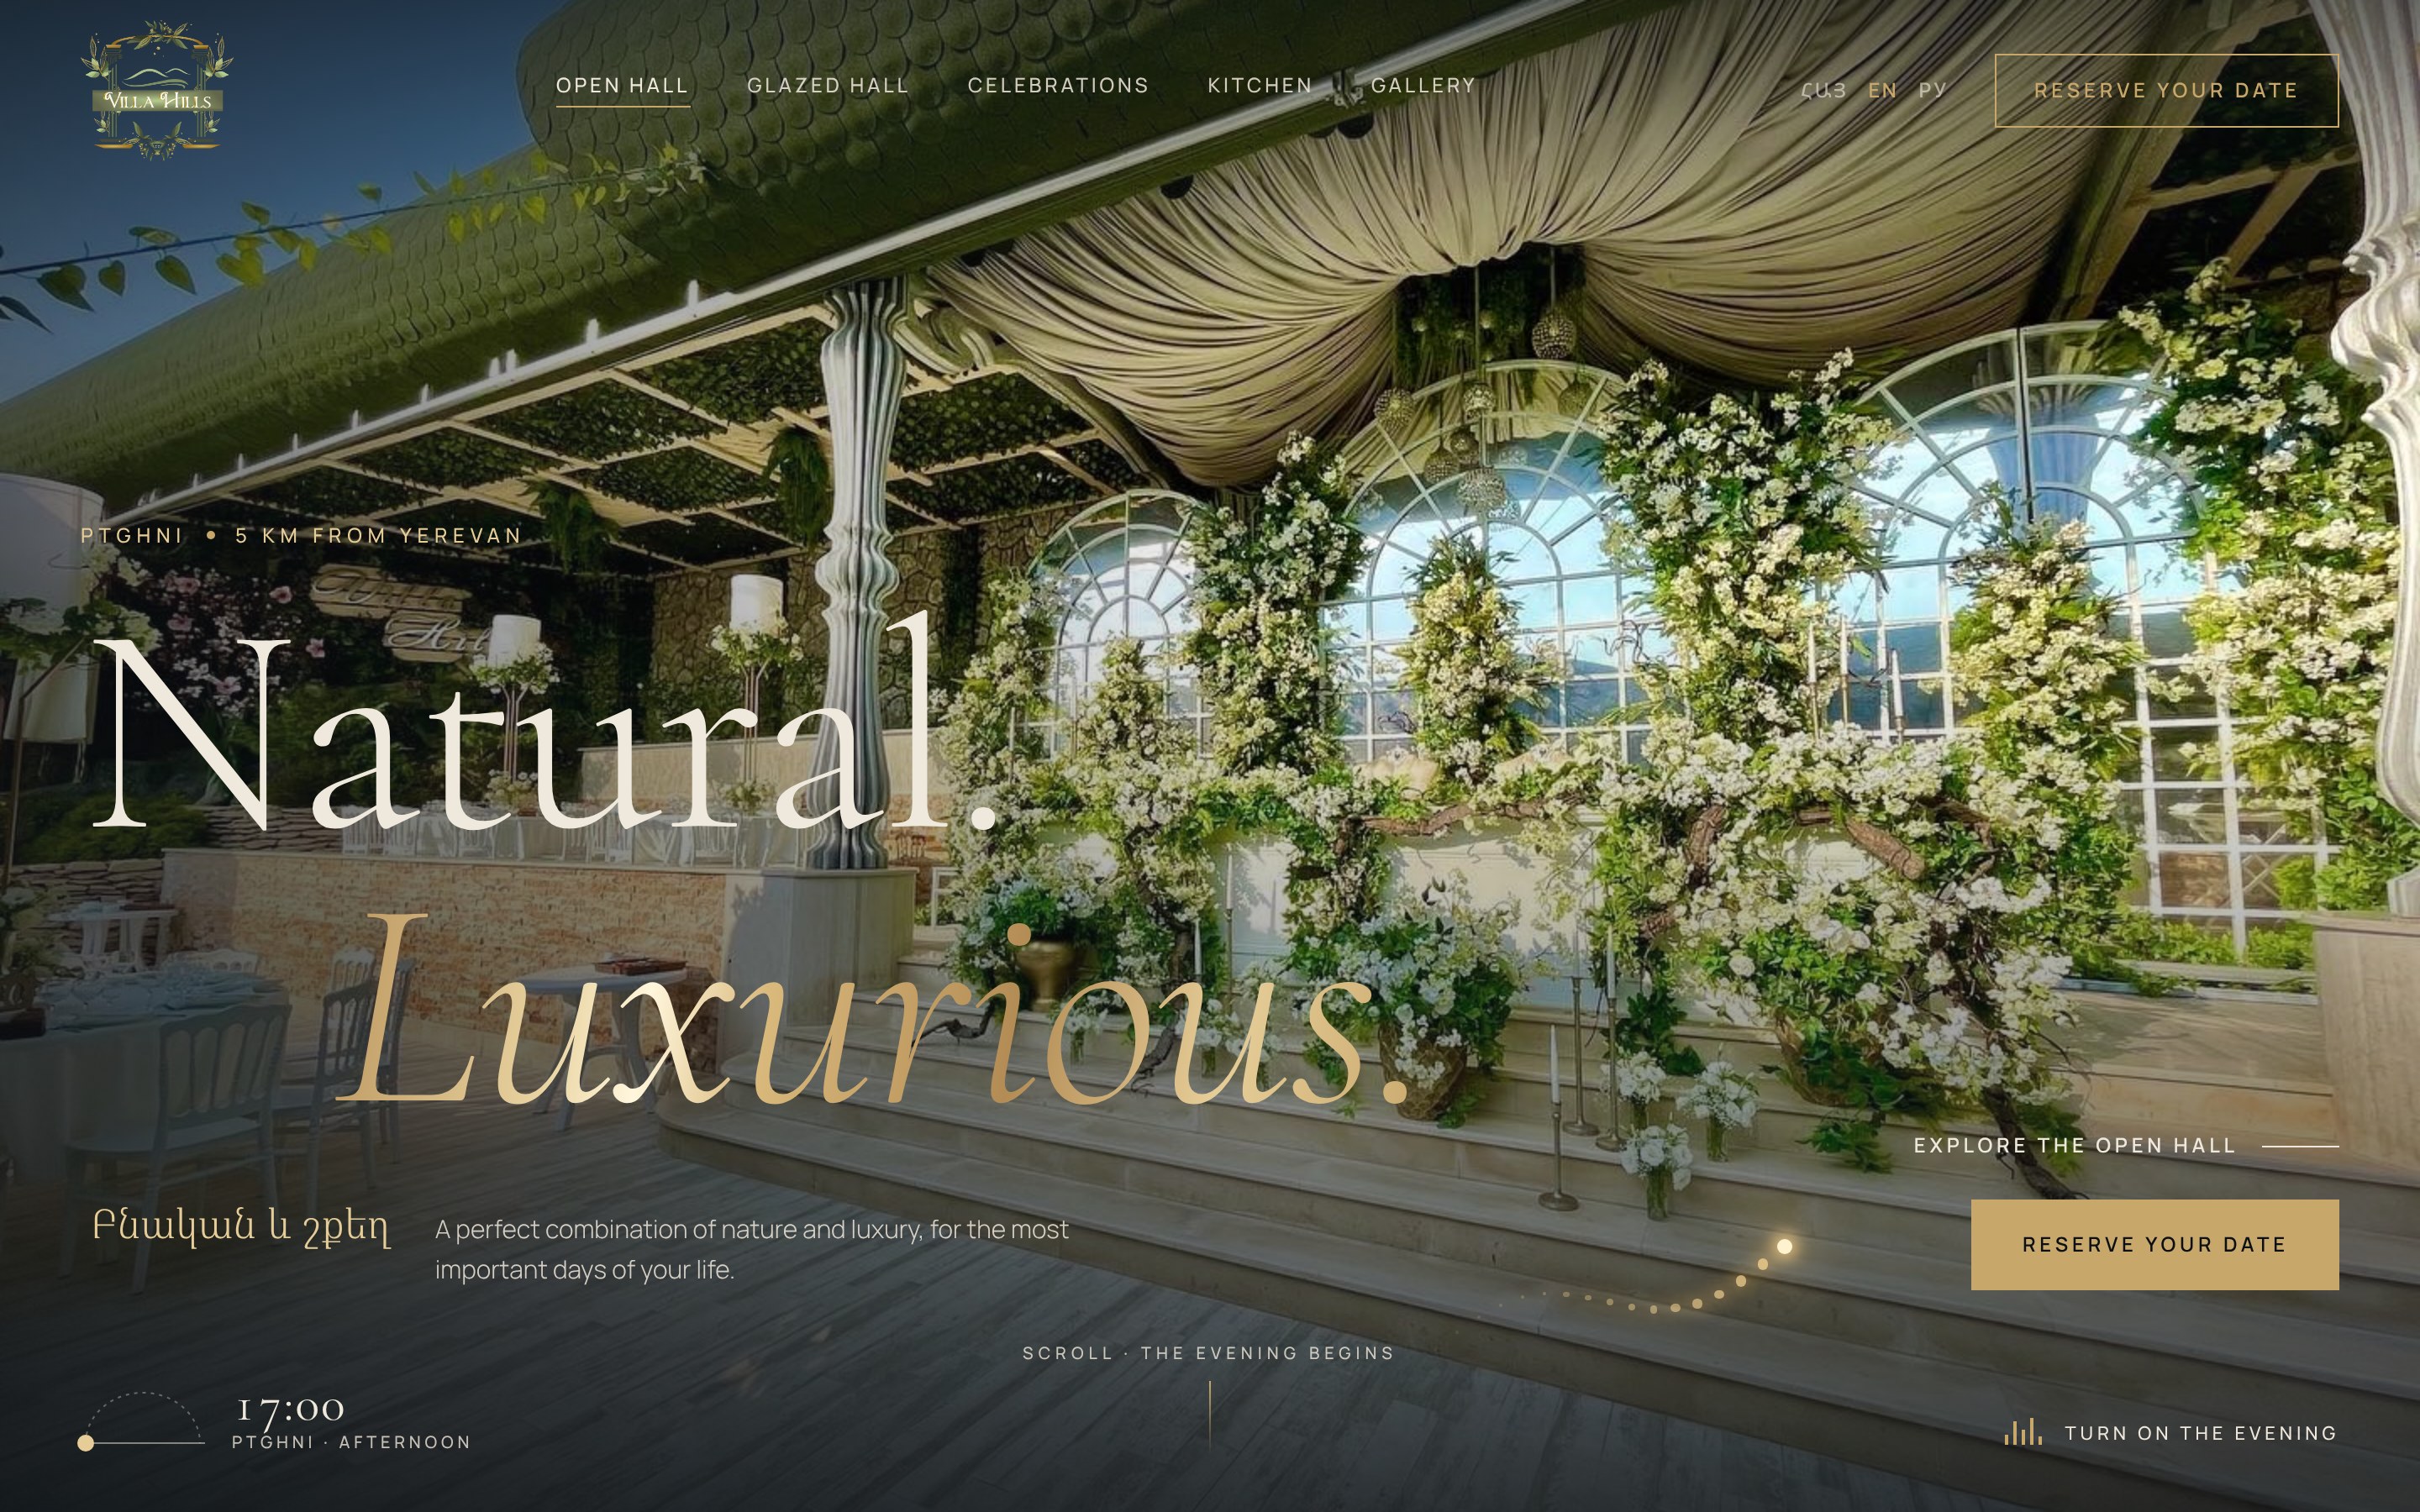 VILLA HILLS
OPEN HALL
GLAZED HALL
CELEBRATIONS
KITCHEN
GALLERY
ՀԱՅ EN РУ
RESERVE YOUR DATE
PTGHNI • 5 KM FROM YEREVAN
Natural.
Luxurious.
EXPLORE THE OPEN HALL
Բնական և շքեղ
A perfect combination of nature and luxury, for the most
important days of your life.
RESERVE YOUR DATE
SCROLL · THE EVENING BEGINS
17:00
PTGHNI · AFTERNOON
TURN ON THE EVENING